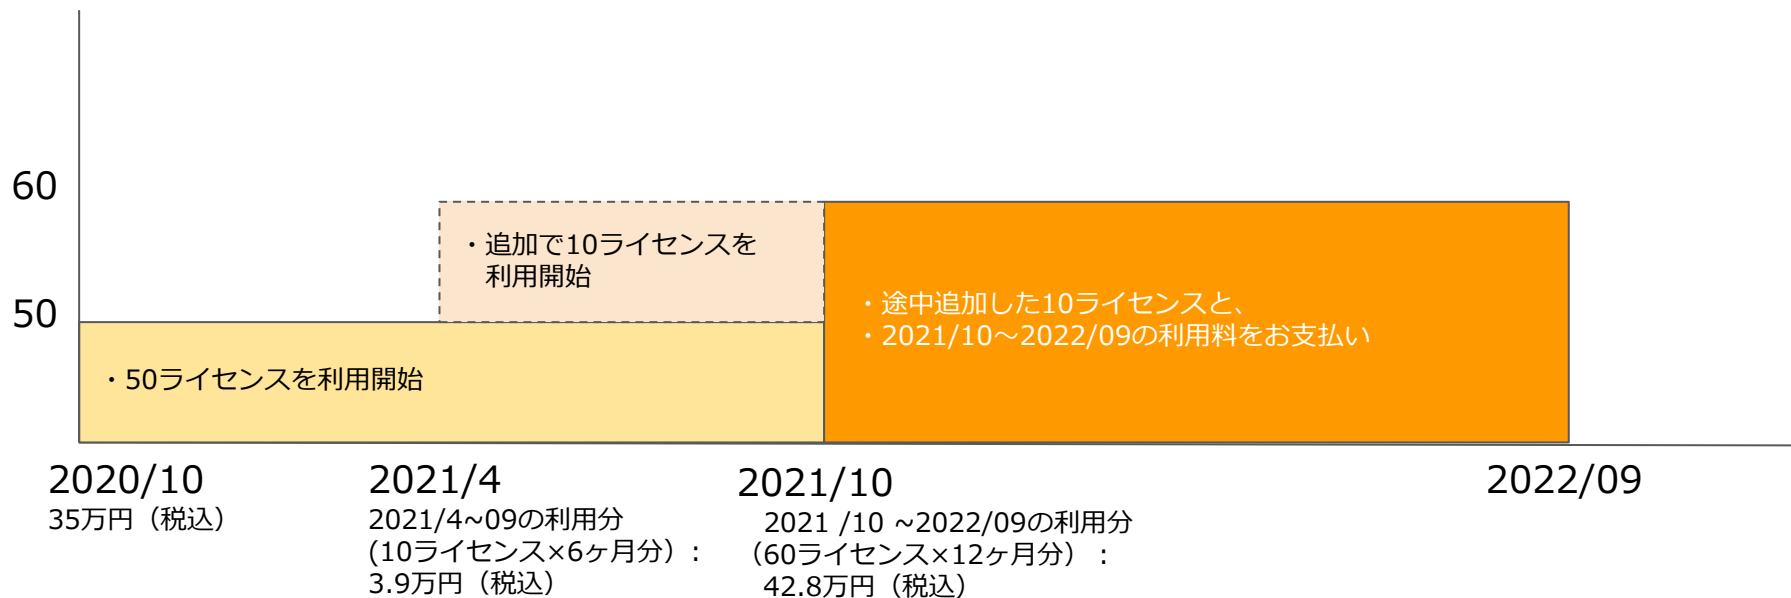 60
50
・追加で10ライセンスを
利用開始
・50ライセンスを利用開始
・途中追加した10ライセンスと、
・2021/10～2022/09の利用料をお支払い
2020/10
35万円（税込）
2021/4
2021/4~09の利用分
(10ライセンス×6ヶ月分）:
3.9万円（税込）
2021/10
2021 /10 ~2022/09の利用分
（60ライセンス×12ヶ月分）:
42.8万円（税込）
2022/09